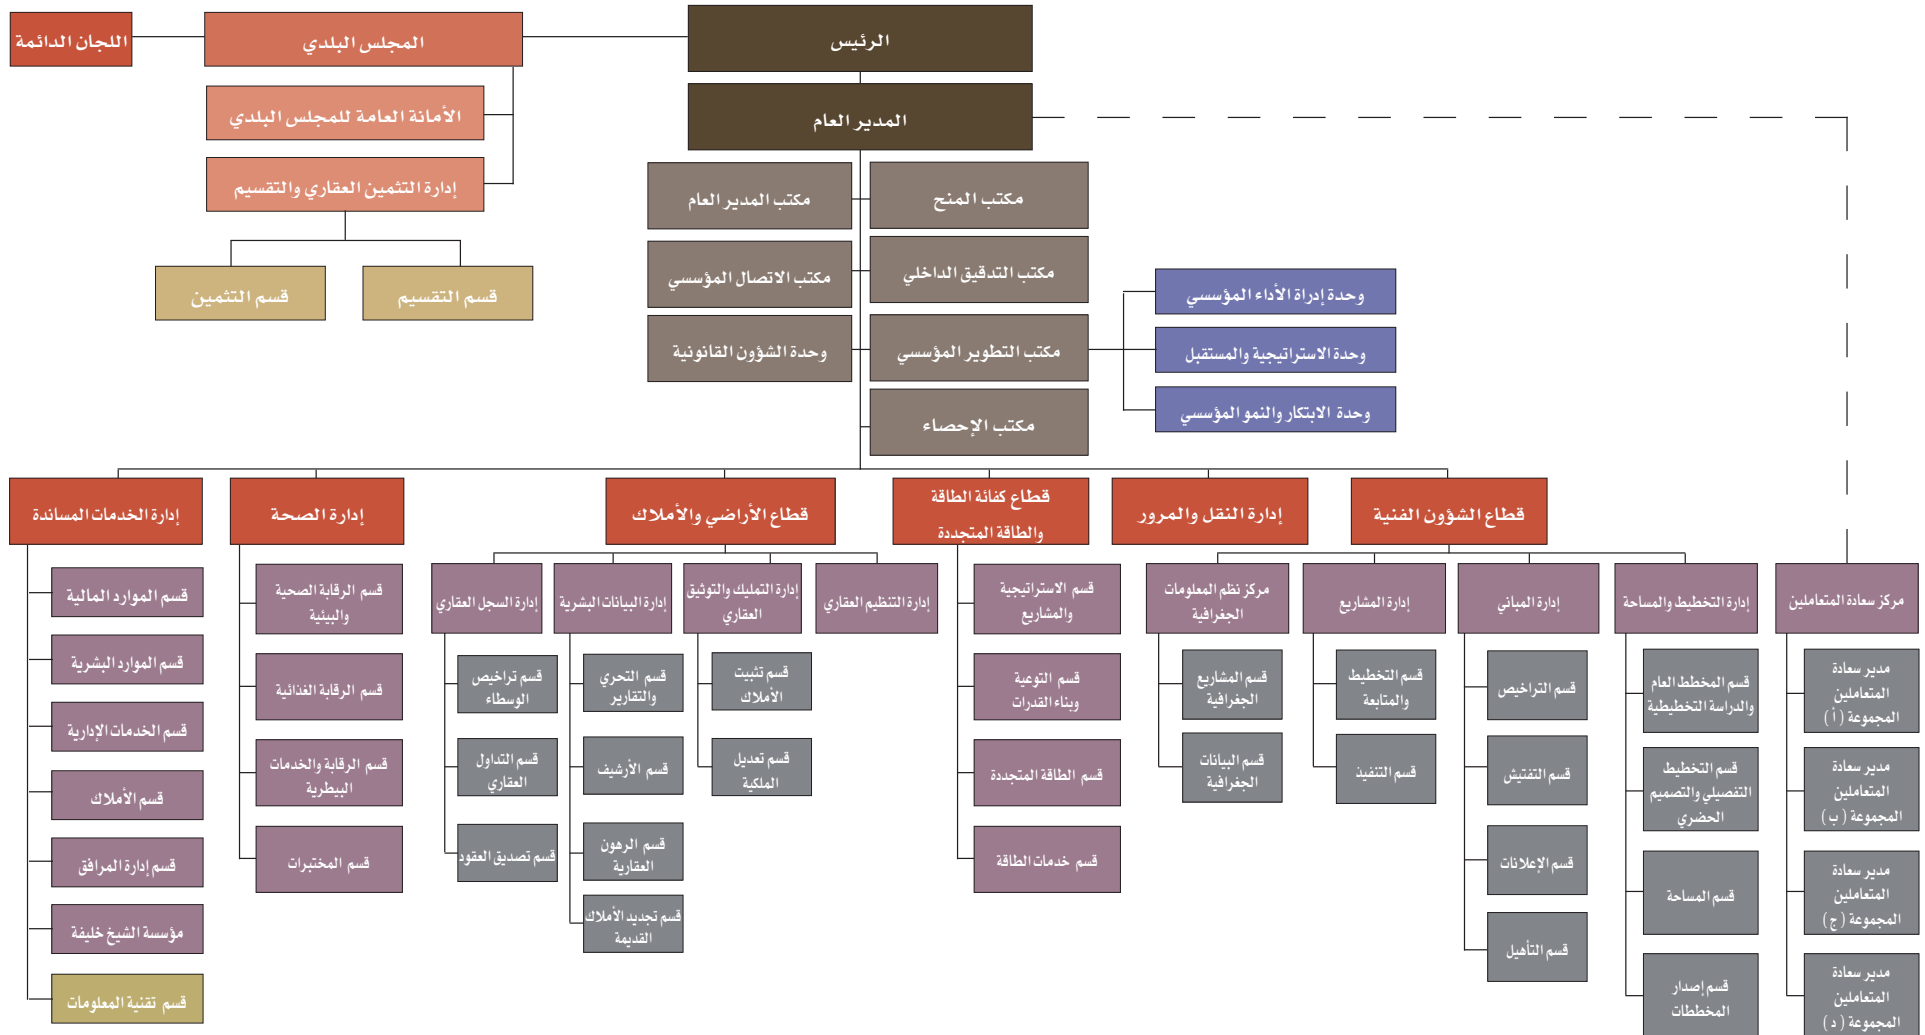 الرئيس
المجلس البلدي
اللجان الدائمة
الأمانة العامة للمجلس البلدي
إدارة التثمين العقاري والتقسيم
قسم التقسيم
قسم التثمين
المدير العام
مكتب المنح
مكتب المدير العام
مكتب التدقيق الداخلي
مكتب الاتصال المؤسسي
مكتب التطوير المؤسسي
وحدة الشؤون القانونية
مكتب الإحصاء
وحدة إدراة الأداء المؤسسي
وحدة الاستراتيجية والمستقبل
وحدة الابتكار والنمو المؤسسي
مركز سعادة المتعاملين
مدير سعادة
المتعاملين
المجموعة ( أ )
مدير سعادة
المتعاملين
المجموعة ( ب )
مدير سعادة
المتعاملين
المجموعة ( ج )
مدير سعادة
المتعاملين
المجموعة ( د )
قطاع الشؤون الفنية
إدارة التخطيط والمساحة
قسم المخطط العام
والدراسة التخطيطية
قسم التخطيط
التفصيلي والتصميم
الحضري
قسم المساحة
قسم إصدار
المخططات
إدارة المباني
قسم التراخيص
قسم التفتيش
قسم الإعلانات
قسم التأهيل
إدارة المشاريع
قسم التخطيط
والمتابعة
قسم التنفيذ
مركز نظم المعلومات
الجغرافية
قسم المشاريع
الجغرافية
قسم البيانات
الجغرافية
إدارة النقل والمرور
قطاع كفائة الطاقة
والطاقة المتجددة
قسم الاستراتيجية
والمشاريع
قسم التوعية
وبناء القدرات
قسم الطاقة المتجددة
قسم خدمات الطاقة
قطاع الأراضي والأملاك
إدارة التنظيم العقاري
إدارة التمليك والتوثيق
العقاري
قسم تثبيت
الأملاك
قسم تعديل
الملكية
إدارة البيانات البشرية
قسم التحري
والتقارير
قسم الأرشيف
قسم الرهون
العقارية
قسم تجديد الأملاك
القديمة
إدارة السجل العقاري
قسم تراخيص
الوسطاء
قسم التداول
العقاري
قسم تصديق العقود
إدارة الصحة
قسم الرقابة الصحية
والبيئية
قسم الرقابة الغذائية
قسم الرقابة والخدمات
البيطرية
قسم المختبرات
إدارة الخدمات المساندة
قسم الموارد المالية
قسم الموارد البشرية
قسم الخدمات الإدارية
قسم الأملاك
قسم إدارة المرافق
مؤسسة الشيخ خليفة
قسم تقنية المعلومات